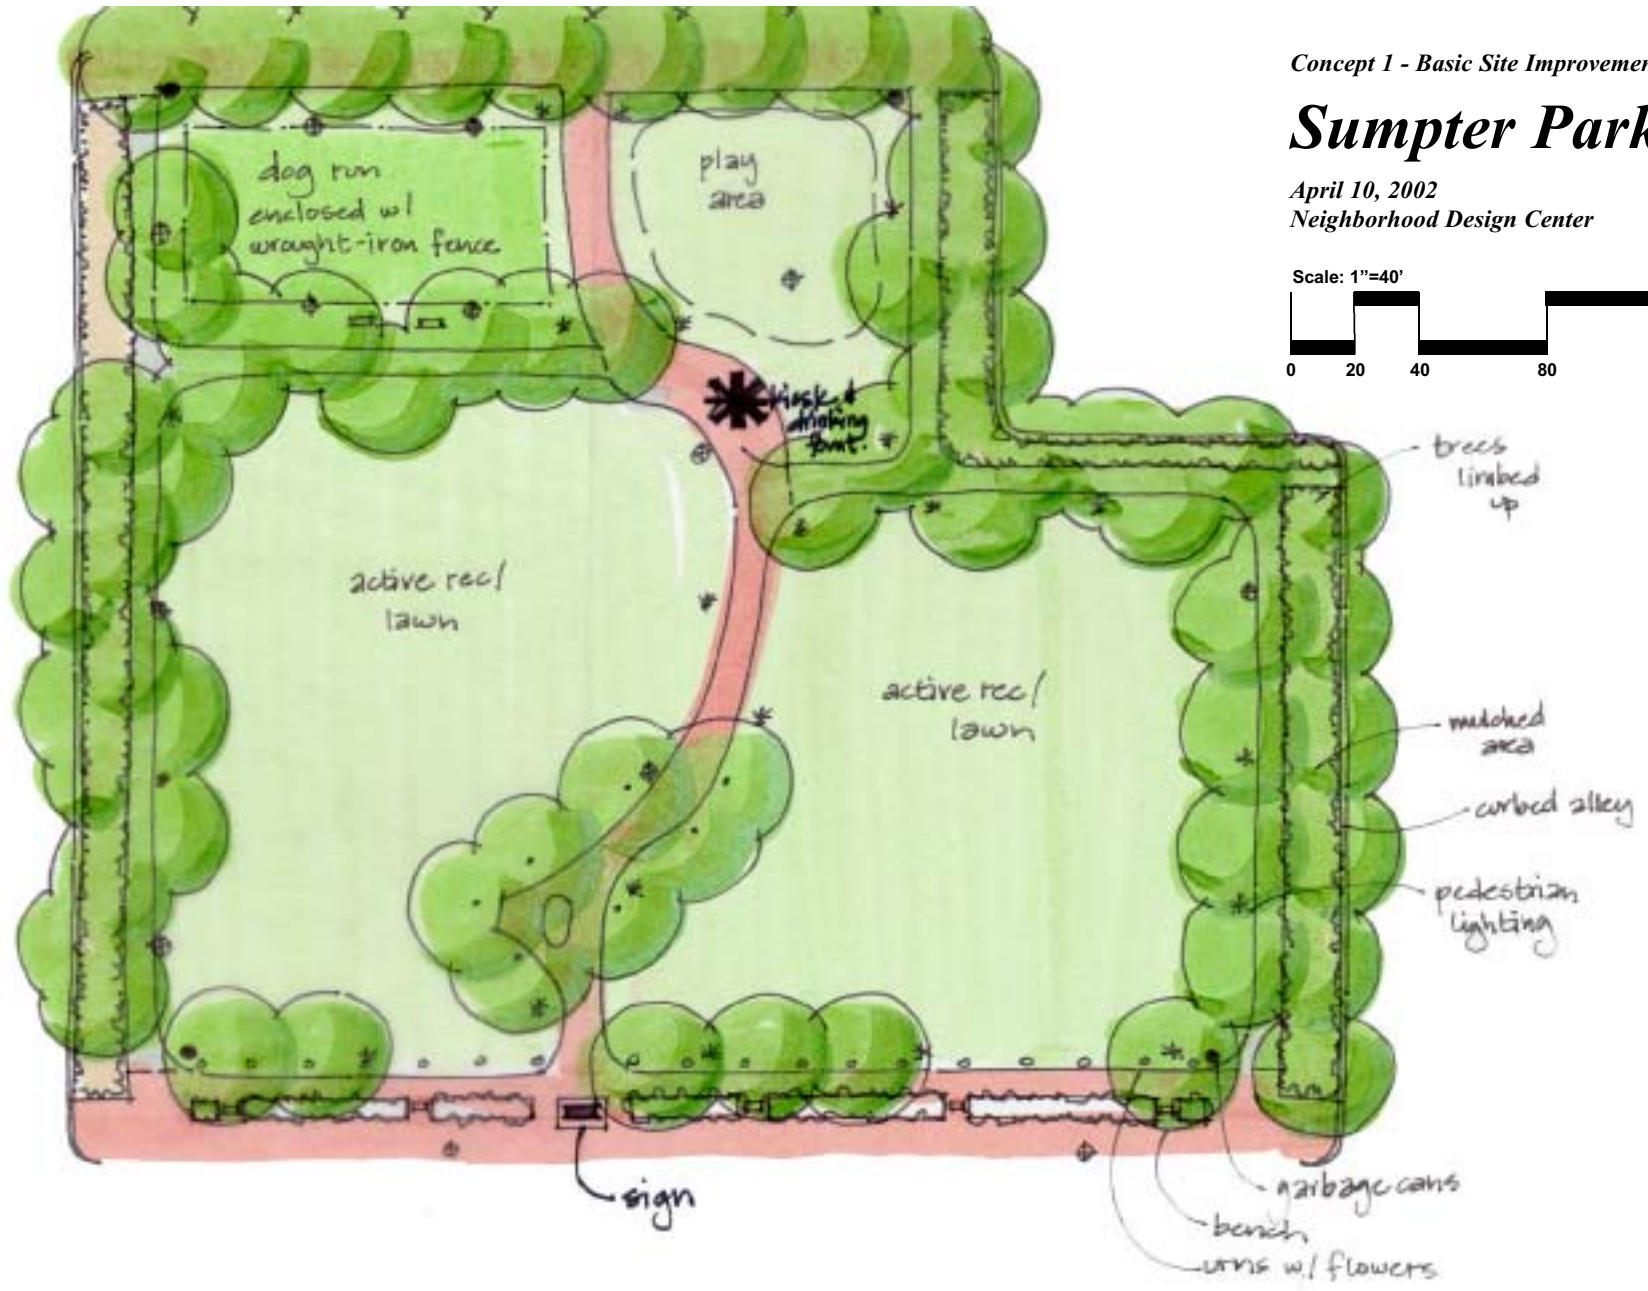 Concept 1 - Basic Site Improvemen
Sumpter Park
April 10, 2002
Neighborhood Design Center
Scale: 1"=40'
0 20 40 80
dog run
enclosed w/
wrought-iron fence
play
area
kiosk &
drinking
fount.
trees
limbed
up
active rec/
lawn
active rec/
lawn
mulched
area
curbed alley
pedestrian
lighting
sign
garbage cans
bench
urns w/ flowers